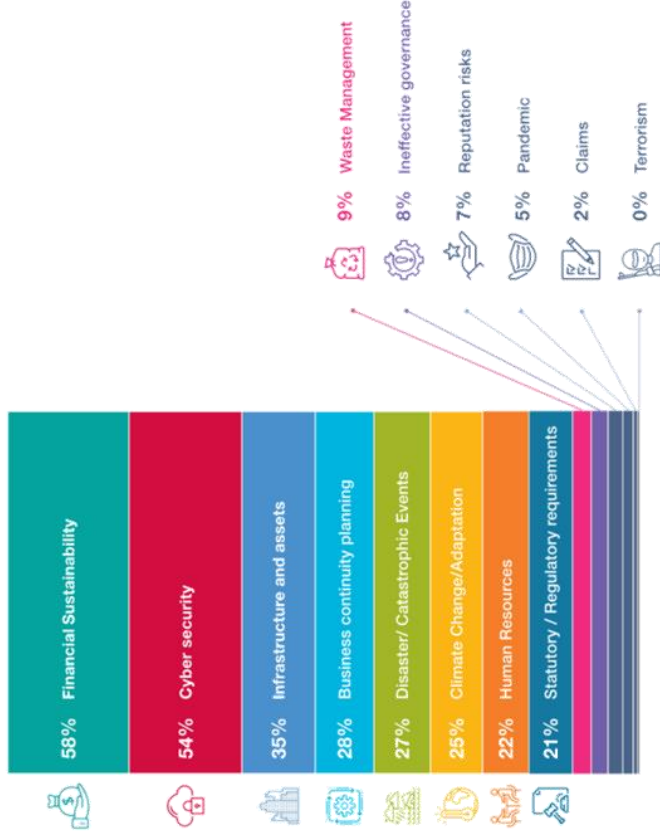 58% Financial Sustainability
54% Cyber security
35% Infrastructure and assets
28% Business continuity planning
27% Disaster/ Catastrophic Events
25% Climate Change/Adaptation
22% Human Resources
21% Statutory / Regulatory requirements
9% Waste Management
8% Ineffective governance
7% Reputation risks
5% Pandemic
2% Claims
0% Terrorism